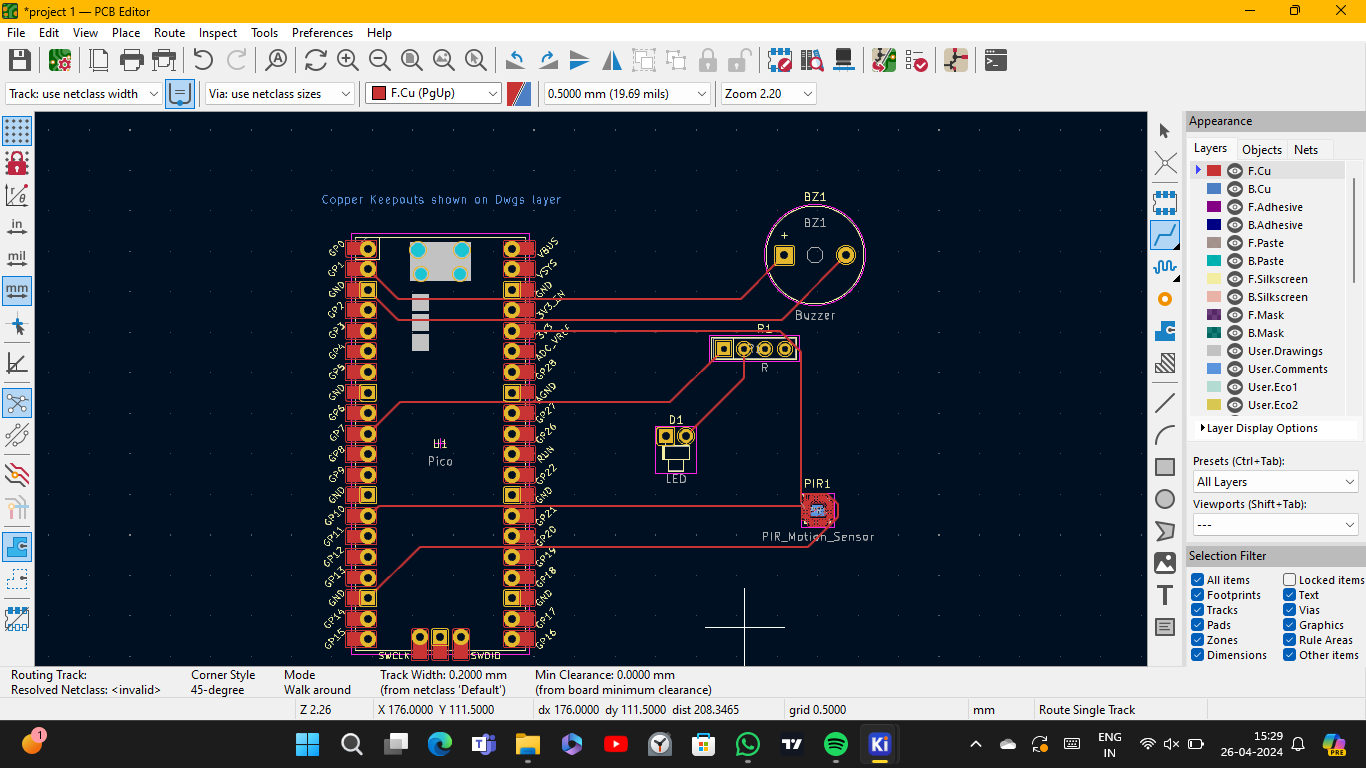 *project 1 — PCB Editor
File Edit View Place Route Inspect Tools Preferences Help
Track: use netclass width
Via: use netclass sizes
F.Cu (PgUp)
0.5000 mm (19.69 mils)
Zoom 2.20
in
mil
mm
Copper Keepouts shown on Dwgs layer
GP0
GP1
GND
GP2
GP3
GP4
GP5
GND
GP6
GP7
GP8
GP9
GND
GP10
GP11
GP12
GP13
GND
GP14
GP15
VBUS
VSYS
GND
3V3_EN
3V3
ADC_VREF
GP28
AGND
GP27
GP26
RUN
GP22
GND
GP21
GP20
GP19
GP18
GND
GP17
GP16
U1
Pico
SWCLK
SWDIO
BZ1
BZ1
+
Buzzer
R1
R
D1
LED
PIR1
PIR_Motion_Sensor
Appearance
Layers Objects Nets
F.Cu
B.Cu
F.Adhesive
B.Adhesive
F.Paste
B.Paste
F.Silkscreen
B.Silkscreen
F.Mask
B.Mask
User.Drawings
User.Comments
User.Eco1
User.Eco2
Layer Display Options
Presets (Ctrl+Tab):
All Layers
Viewports (Shift+Tab):
---
Selection Filter
All items Locked items
Footprints Text
Tracks Vias
Pads Graphics
Zones Rule Areas
Dimensions Other items
Routing Track: Corner Style Mode Track Width: 0.2000 mm Min Clearance: 0.0000 mm
Resolved Netclass: <invalid> 45-degree Walk around (from netclass 'Default') (from board minimum clearance)
Z 2.26 X 176.0000 Y 111.5000 dx 176.0000 dy 111.5000 dist 208.3465 grid 0.5000 mm Route Single Track
1
Ki
ENG
IN
15:29
26-04-2024
PRE